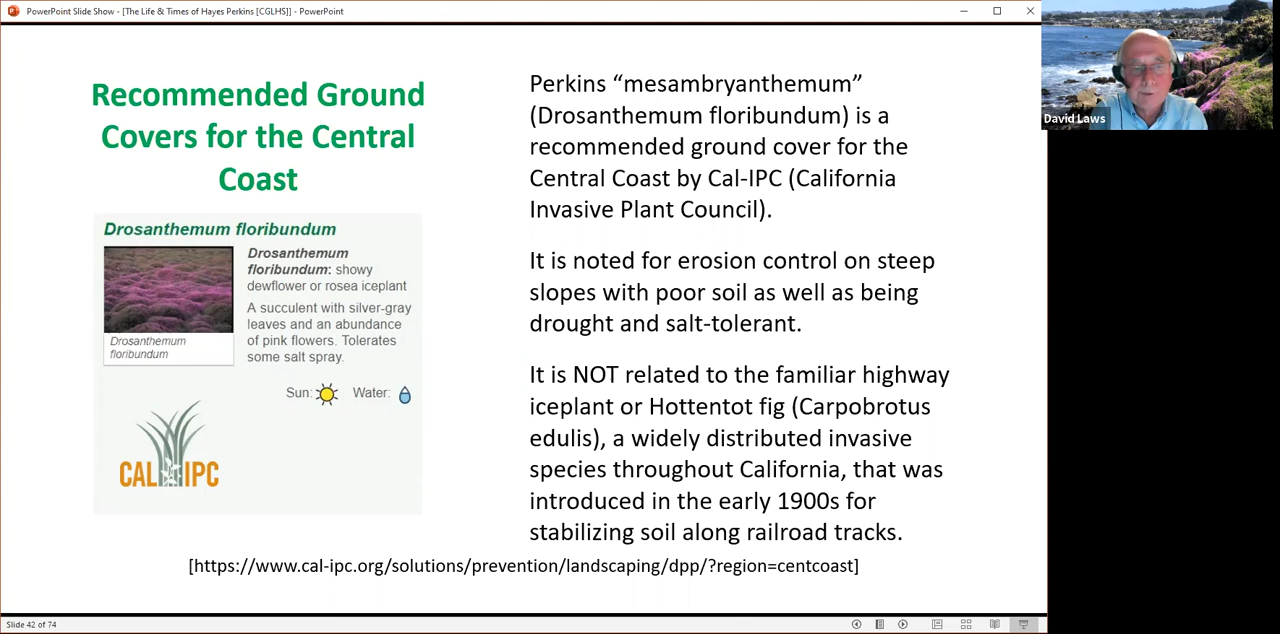 PowerPoint Slide Show - [The Life & Times of Hayes Perkins [CGLHS]] - PowerPoint
David Laws
Recommended Ground
Covers for the Central
Coast
Drosanthemum floribundum
Drosanthemum
floribundum: showy
dewflower or rosea iceplant
A succulent with silver-gray
leaves and an abundance
of pink flowers. Tolerates
some salt spray.
Drosanthemum
floribundum
Sun: Water:
CAL IPC
Perkins “mesambryanthemum”
(Drosanthemum floribundum) is a
recommended ground cover for the
Central Coast by Cal-IPC (California
Invasive Plant Council).
It is noted for erosion control on steep
slopes with poor soil as well as being
drought and salt-tolerant.
It is NOT related to the familiar highway
iceplant or Hottentot fig (Carpobrotus
edulis), a widely distributed invasive
species throughout California, that was
introduced in the early 1900s for
stabilizing soil along railroad tracks.
[https://www.cal-ipc.org/solutions/prevention/landscaping/dpp/?region=centcoast]
Slide 42 of 74